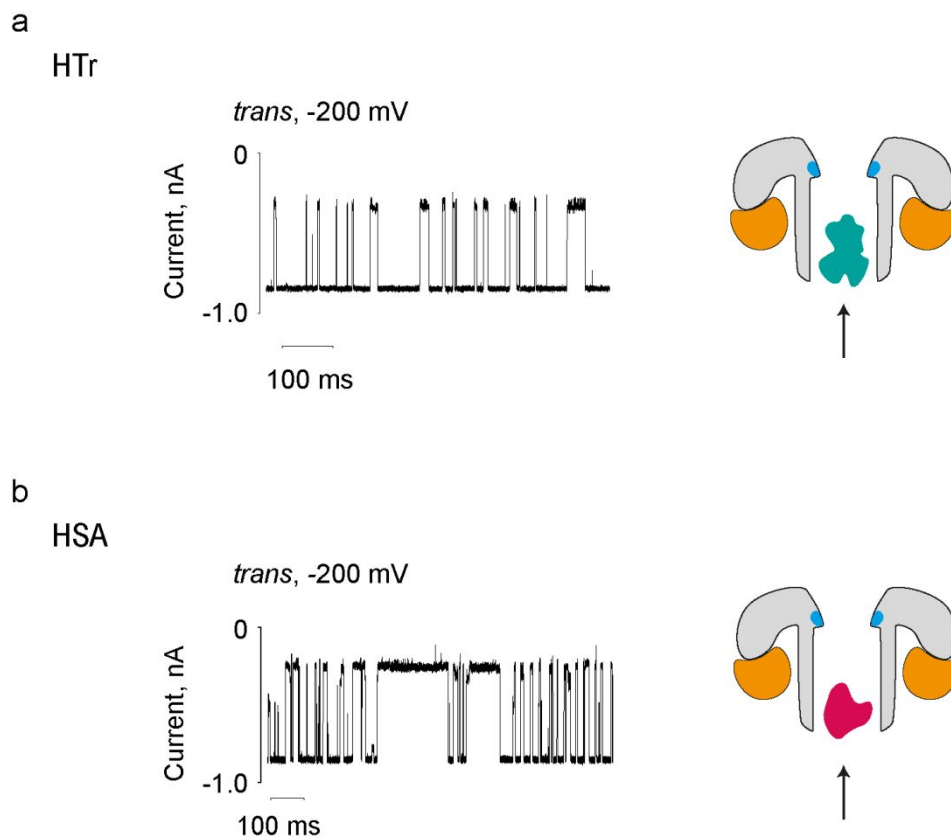 a
HTr
trans, -200 mV
0
Current, nA
-1.0
100 ms
b
HSA
trans, -200 mV
0
Current, nA
-1.0
100 ms